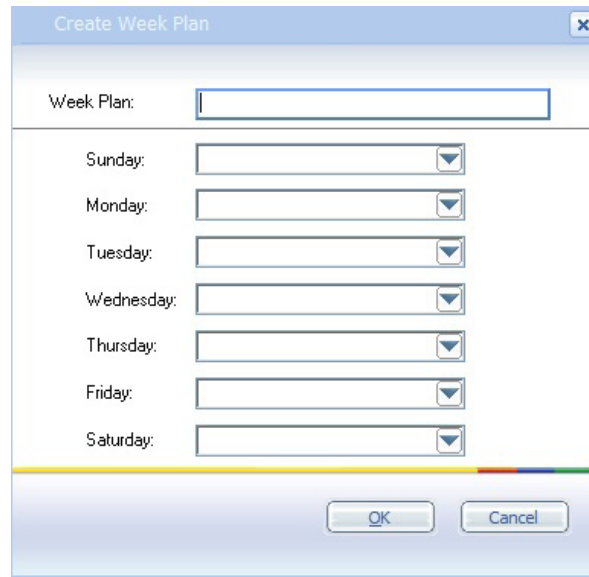 Create Week Plan
Week Plan:
Sunday:
Monday:
Tuesday:
Wednesday:
Thursday:
Friday:
Saturday:
OK Cancel